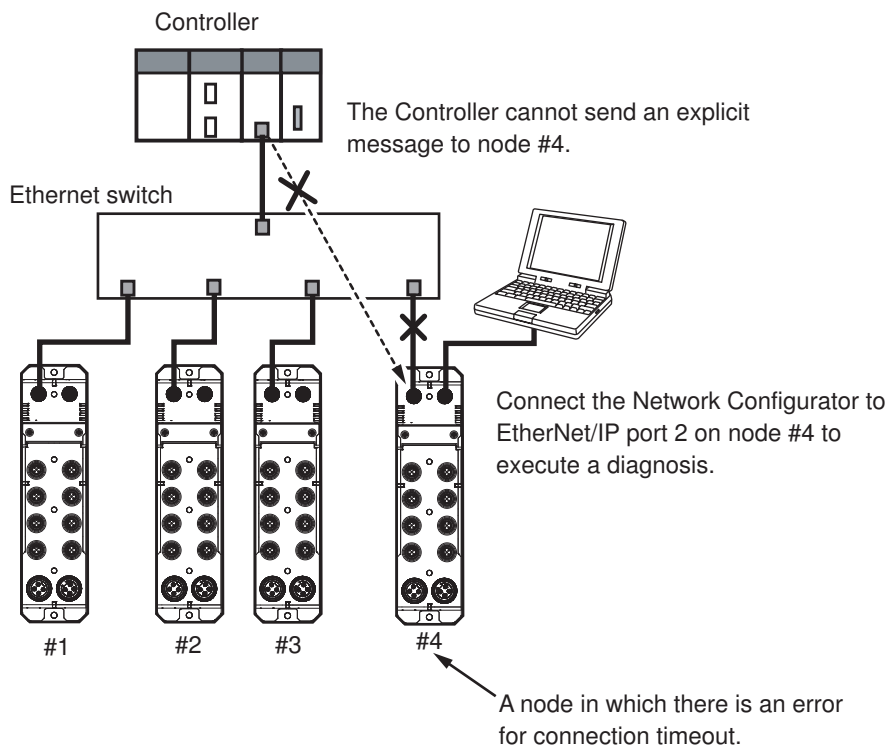 Controller
The Controller cannot send an explicit
message to node #4.
Ethernet switch
Connect the Network Configurator to
EtherNet/IP port 2 on node #4 to
execute a diagnosis.
#1
#2
#3
#4
A node in which there is an error
for connection timeout.